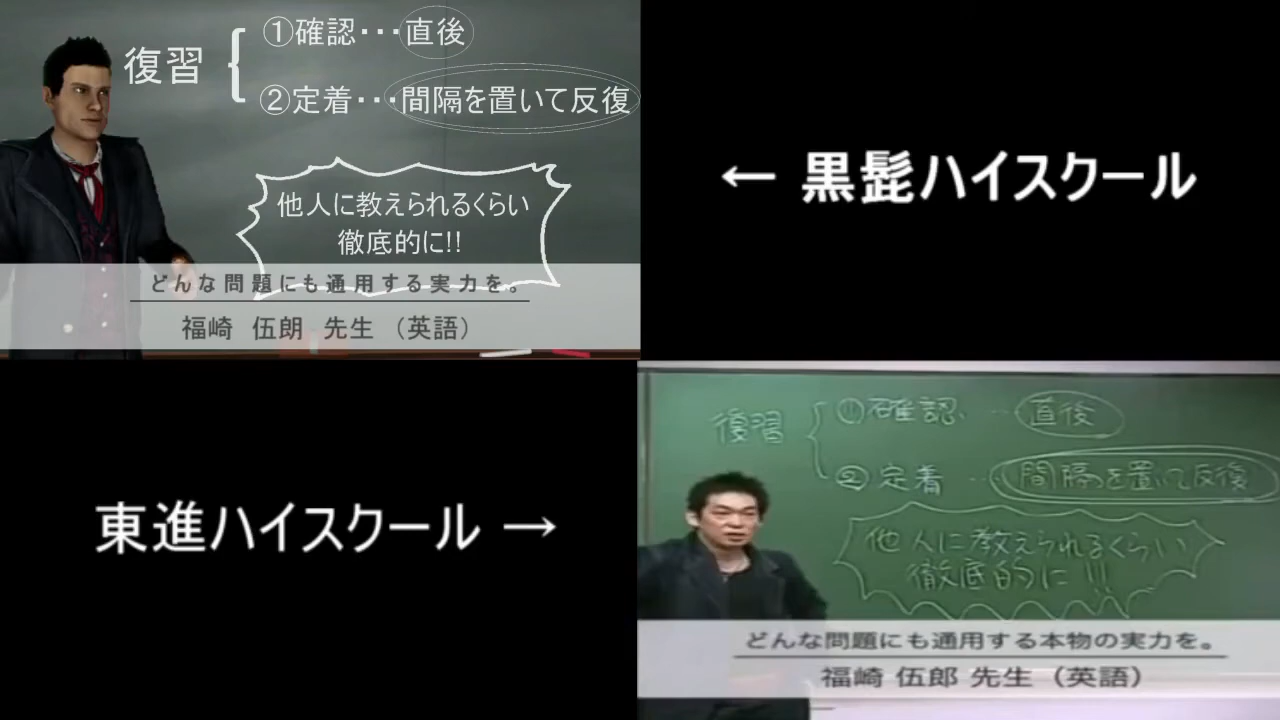 復習
①確認・・・直後
②定着・・・間隔を置いて反復
他人に教えられるくらい
徹底的に!!
どんな問題にも通用する実力を。
福崎 伍朗 先生 (英語)
← 黒髭ハイスクール
東進ハイスクール →
復習
①確認・・・直後
②定着・・・間隔を置いて反復
他人に教えられるくらい
徹底的に!!!
どんな問題にも通用する本物の実力を。
福崎 伍郎 先生 (英語)